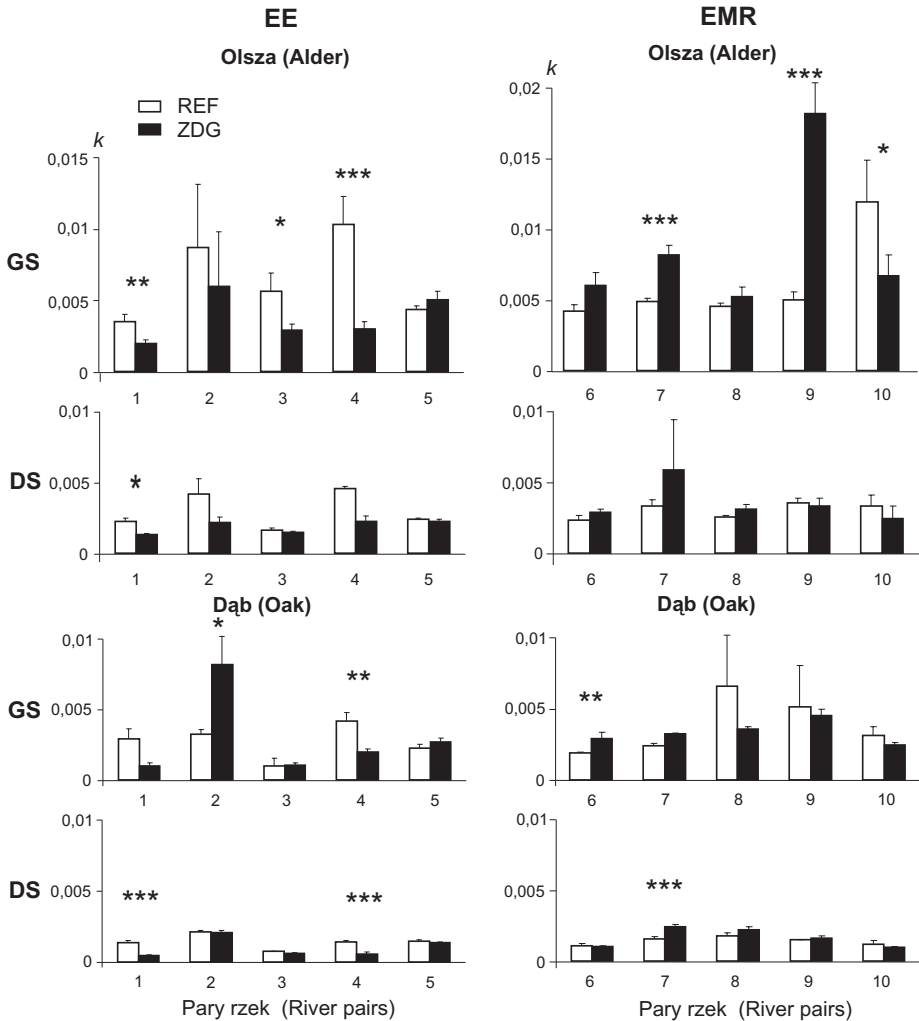 EE
Olsza (Alder)
REF
ZDG
k
0,015
0,01
0,005
0
GS
**
*
***
1 2 3 4 5
0,01
0,005
0
DS
*
1 2 3 4 5
Dąb (Oak)
0,01
0,005
0
GS
*
**
1 2 3 4 5
0,01
0,005
0
DS
***
***
1 2 3 4 5
Pary rzek (River pairs)
EMR
Olsza (Alder)
k
0,02
0,015
0,01
0,005
0
***
***
*
6 7 8 9 10
0,01
0,005
0
6 7 8 9 10
Dąb (Oak)
0,01
0,005
0
**
6 7 8 9 10
0,01
0,005
0
***
6 7 8 9 10
Pary rzek (River pairs)